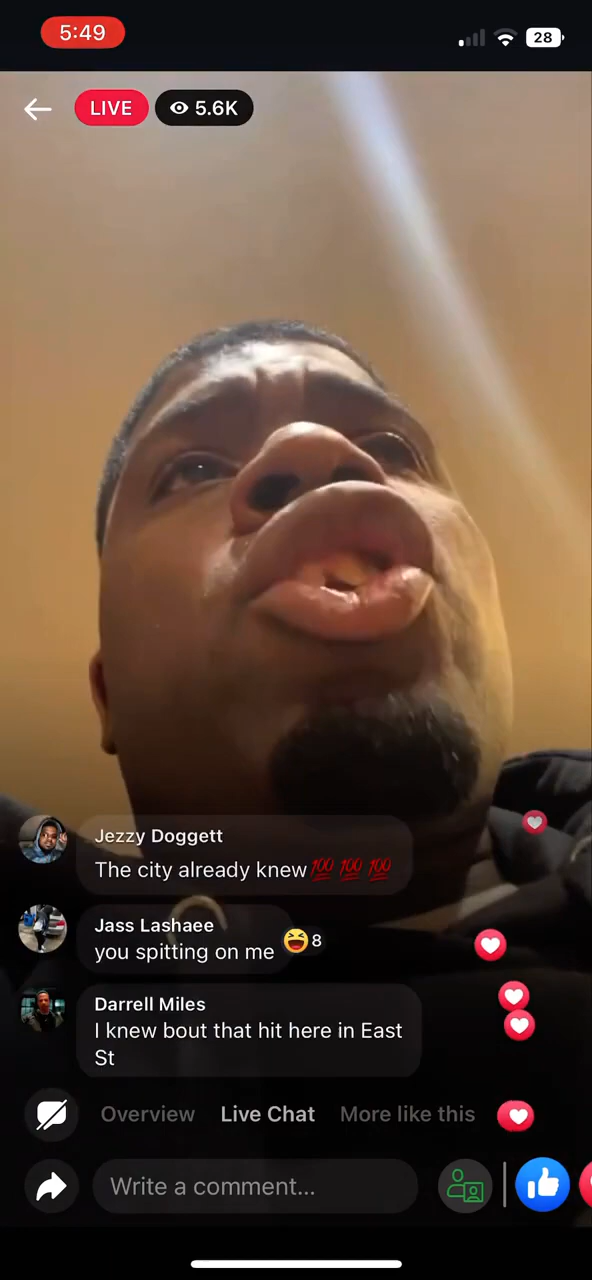 5:49
28
LIVE
5.6K
Jezzy Doggett
The city already knew💯 💯 💯
Jass Lashaee
you spitting on me
😆8
Darrell Miles
I knew bout that hit here in East
St
Overview Live Chat More like this
Write a comment...